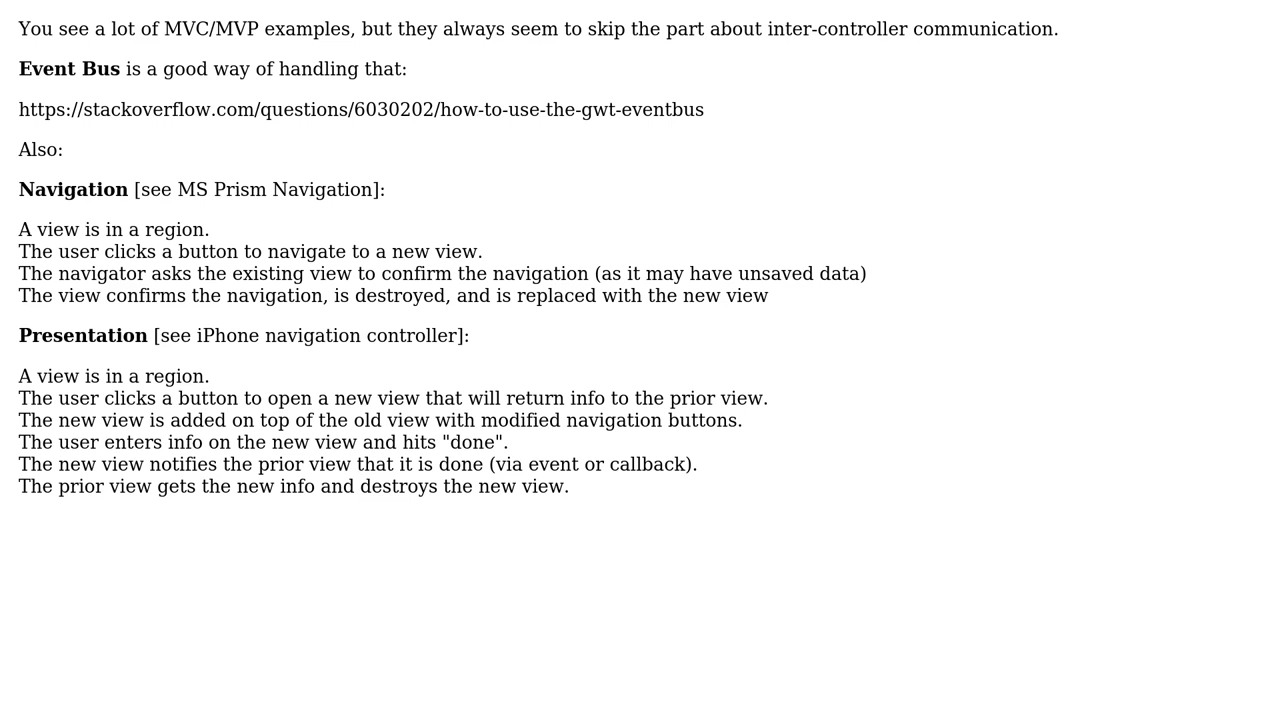 You see a lot of MVC/MVP examples, but they always seem to skip the part about inter-controller communication.
Event Bus is a good way of handling that:
https://stackoverflow.com/questions/6030202/how-to-use-the-gwt-eventbus
Also:
Navigation [see MS Prism Navigation]:
A view is in a region.
The user clicks a button to navigate to a new view.
The navigator asks the existing view to confirm the navigation (as it may have unsaved data)
The view confirms the navigation, is destroyed, and is replaced with the new view
Presentation [see iPhone navigation controller]:
A view is in a region.
The user clicks a button to open a new view that will return info to the prior view.
The new view is added on top of the old view with modified navigation buttons.
The user enters info on the new view and hits "done".
The new view notifies the prior view that it is done (via event or callback).
The prior view gets the new info and destroys the new view.